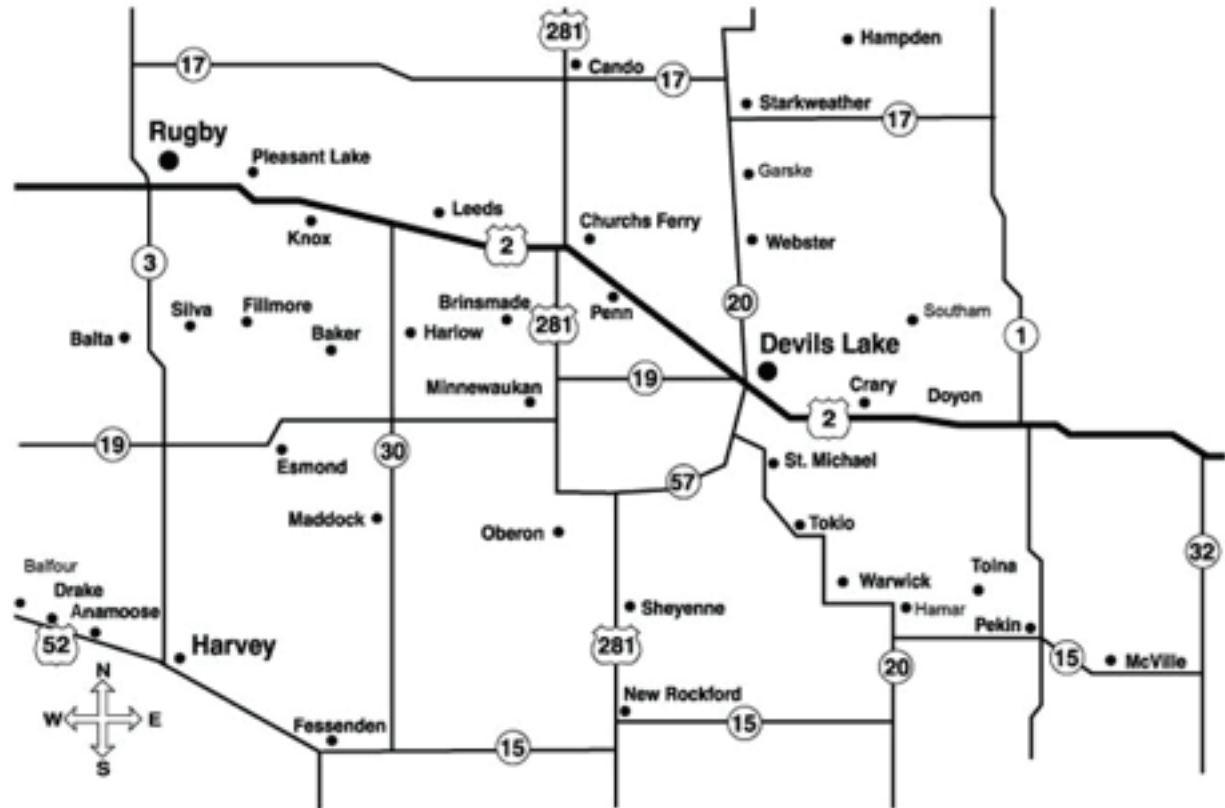 281
Hampden
17
Cando
17
Starkweather
17
Rugby
Pleasant Lake
Garske
Leeds
Churchs Ferry
Knox
2
Webster
3
Silva
Fillmore
Brinsmade
281
Penn
20
Southam
Balta
Baker
Harlow
Devils Lake
1
Minnewaukan
19
Crary
Doyon
2
19
Esmond
30
57
St. Michael
Maddock
Oberon
Tokio
32
Balfour
Drake
Anamoose
Warwick
Tolna
Sheyenne
Hamar
Pekin
52
Harvey
281
20
15
McVille
N
W E
S
New Rockford
Fessenden
15
15